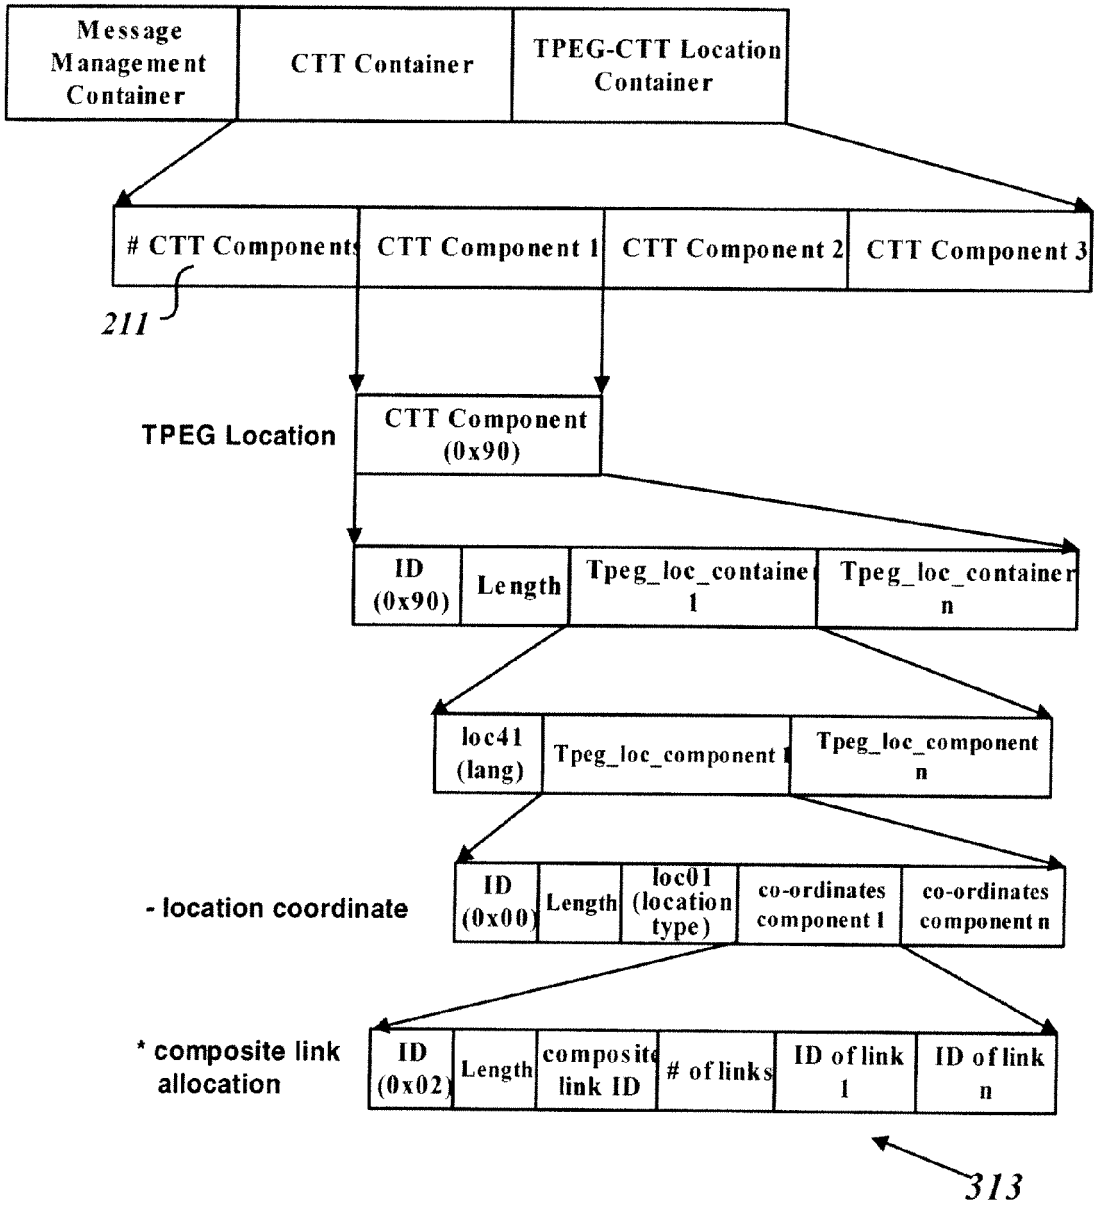 Message
Management
Container
CTT Container
TPEG-CTT Location
Container
# CTT Components
CTT Component 1
CTT Component 2
CTT Component 3
211
TPEG Location
CTT Component
(0x90)
ID
(0x90)
Length
Tpeg_loc_container
1
Tpeg_loc_container
n
loc41
(lang)
Tpeg_loc_component 1
Tpeg_loc_component
n
- location coordinate
ID
(0x00)
Length
loc01
(location
type)
co-ordinates
component 1
co-ordinates
component n
* composite link
allocation
ID
(0x02)
Length
composite
link ID
# of links
ID of link
1
ID of link
n
313